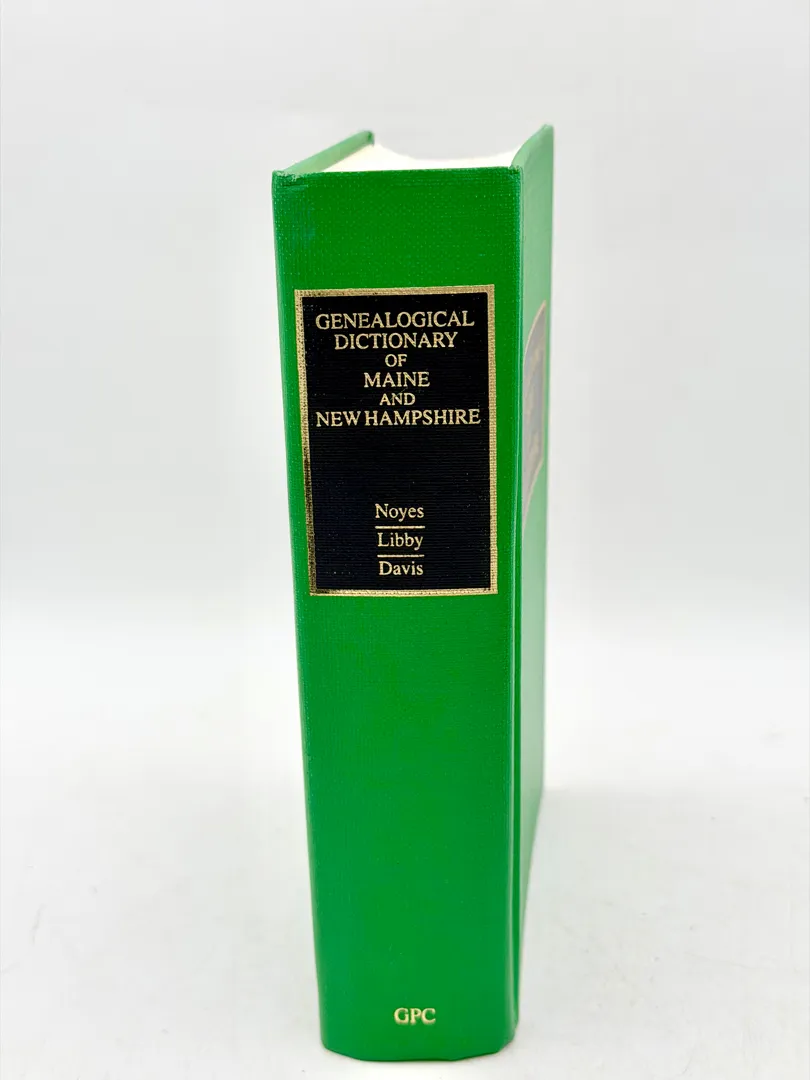 GENEALOGICAL
DICTIONARY
OF
MAINE
AND
NEW HAMPSHIRE
Noyes
Libby
Davis
GPC